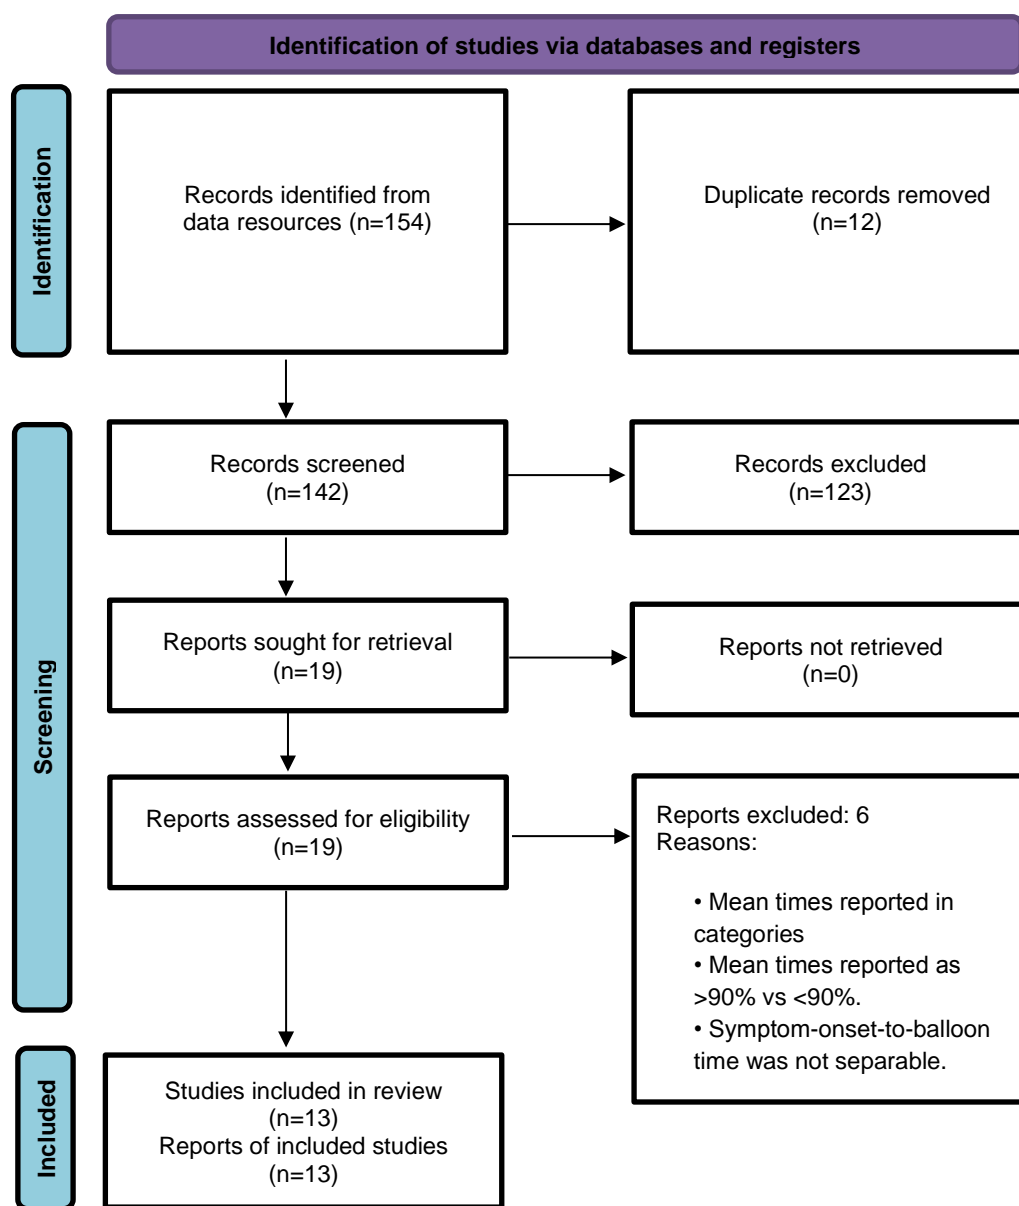 Identification of studies via databases and registers
Identification
Records identified from
data resources (n=154)
Duplicate records removed
(n=12)
Screening
Records screened
(n=142)
Records excluded
(n=123)
Reports sought for retrieval
(n=19)
Reports not retrieved
(n=0)
Reports assessed for eligibility
(n=19)
Reports excluded: 6
Reasons:
• Mean times reported in
categories
• Mean times reported as
>90% vs <90%.
• Symptom-onset-to-balloon
time was not separable.
Included
Studies included in review
(n=13)
Reports of included studies
(n=13)